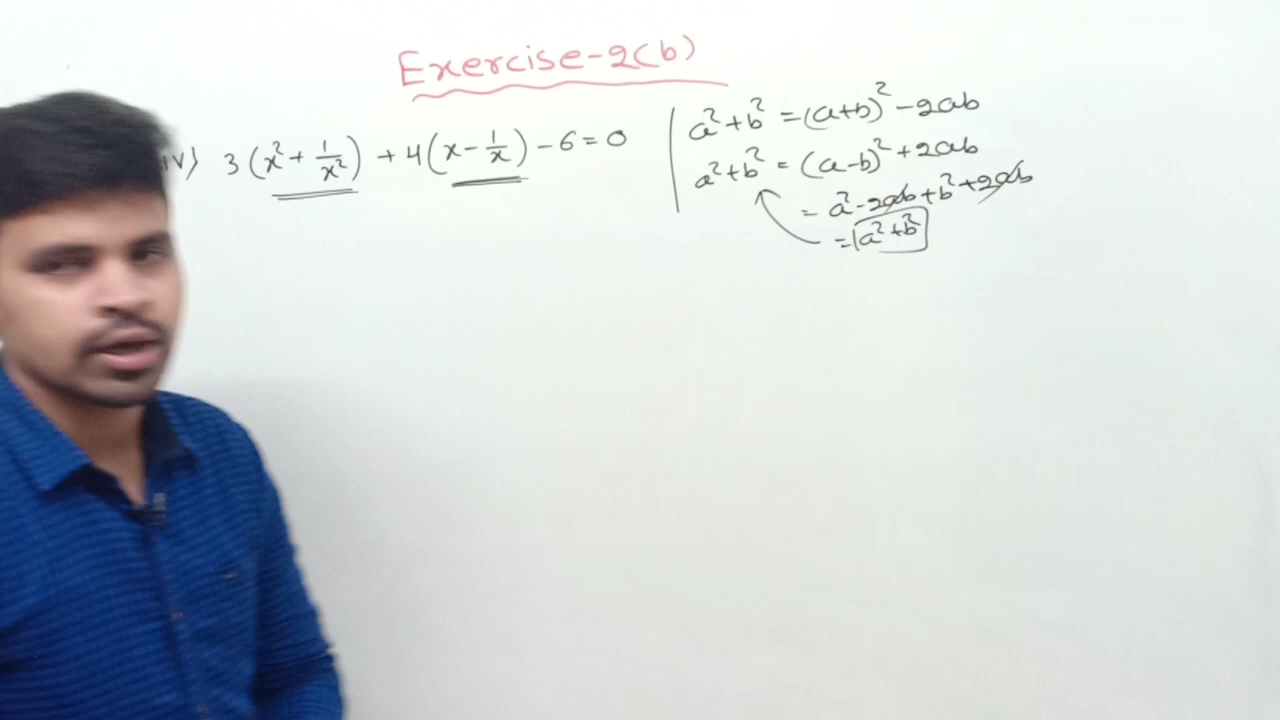 Exercise-2(b)
iv) 3(x² + 1/x²) + 4(x - 1/x) - 6 = 0
a² + b² = (a+b)² - 2ab
a² + b² = (a-b)² + 2ab
= a² - 2ab + b² + 2ab
= a² + b²